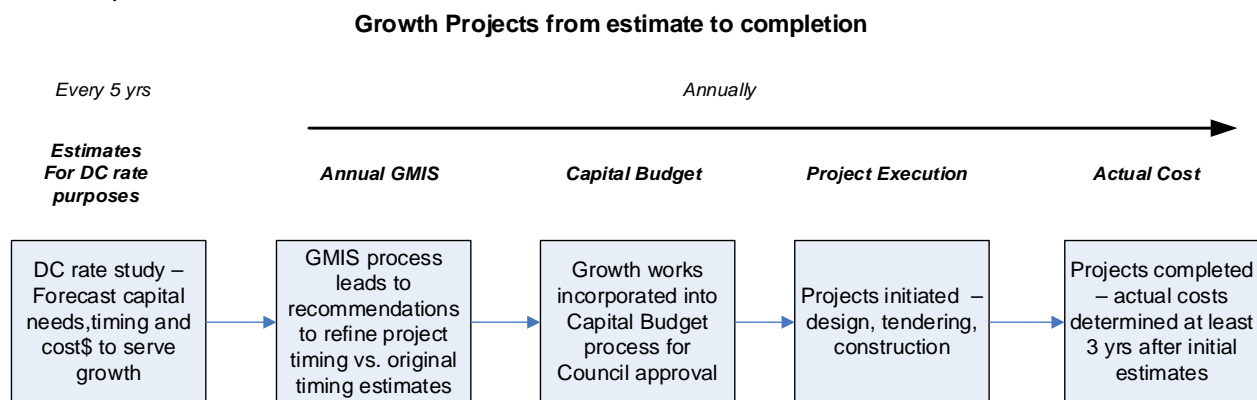 Growth Projects from estimate to completion
Every 5 yrs
Annually
Estimates
For DC rate
purposes
Annual GMIS
Capital Budget
Project Execution
Actual Cost
DC rate study –
Forecast capital
needs,timing and
cost$ to serve
growth
GMIS process
leads to
recommendations
to refine project
timing vs. original
timing estimates
Growth works
incorporated into
Capital Budget
process for
Council approval
Projects initiated –
design, tendering,
construction
Projects completed
– actual costs
determined at least
3 yrs after initial
estimates